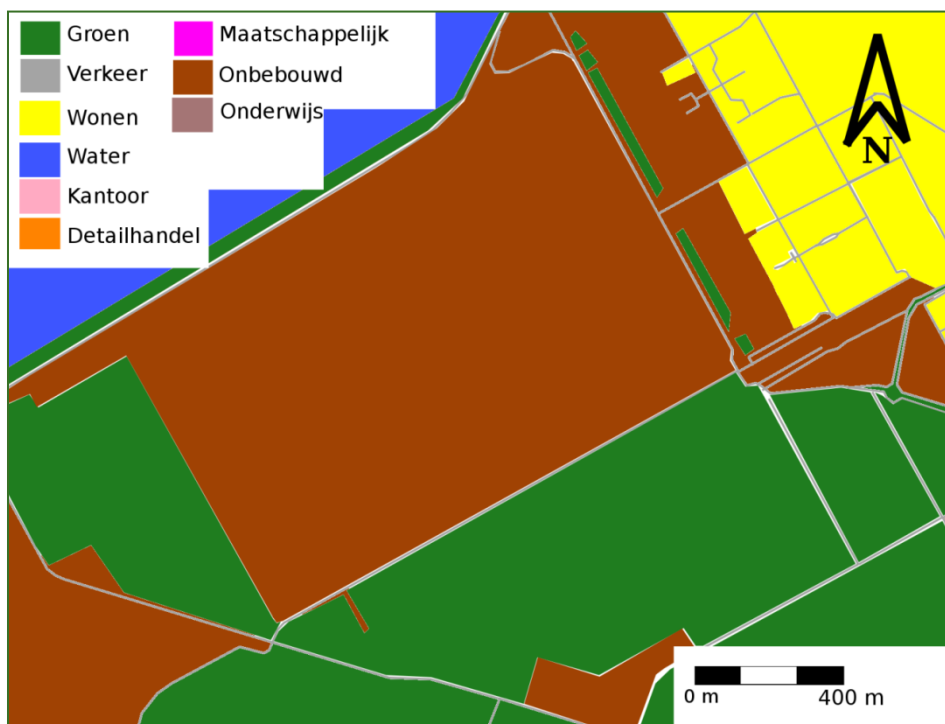 Groen
Verkeer
Wonen
Water
Kantoor
Detailhandel
Maatschappelijk
Onbebouwd
Onderwijs
N
0 m 400 m